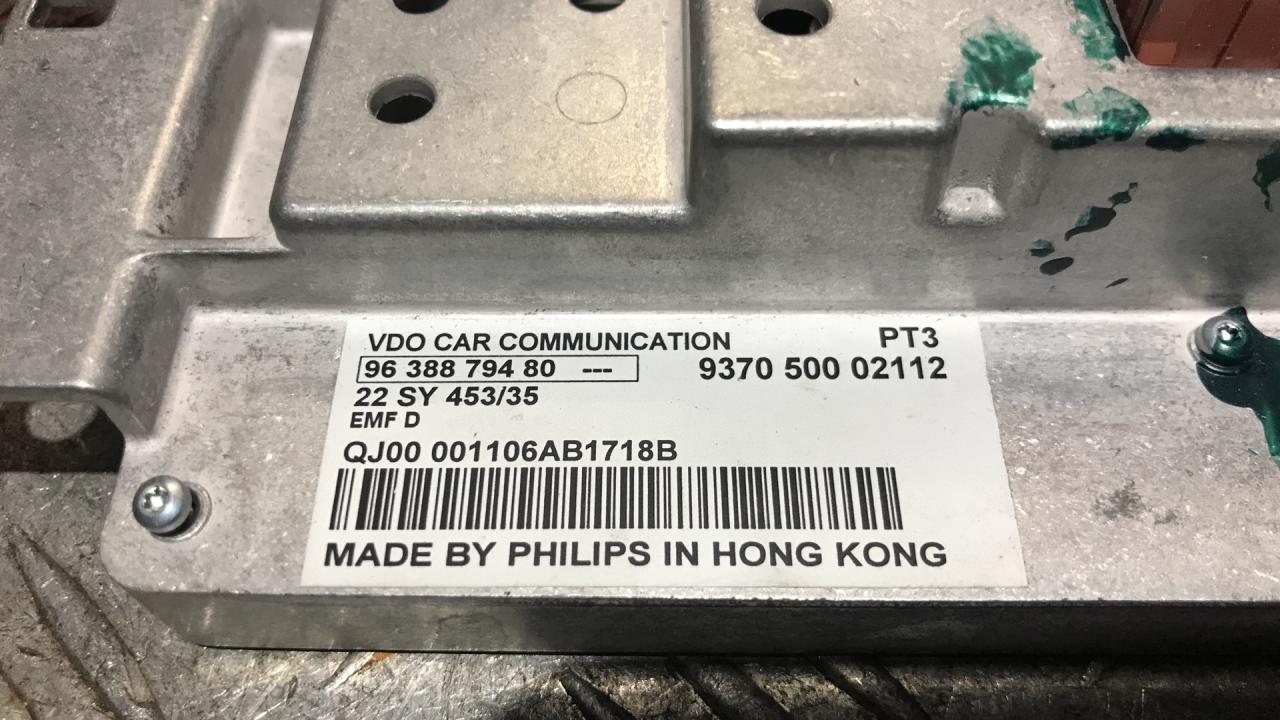 VDO CAR COMMUNICATION PT3
96 388 794 80 --- 9370 500 02112
22 SY 453/35
EMF D
QJ00 001106AB1718B
MADE BY PHILIPS IN HONG KONG